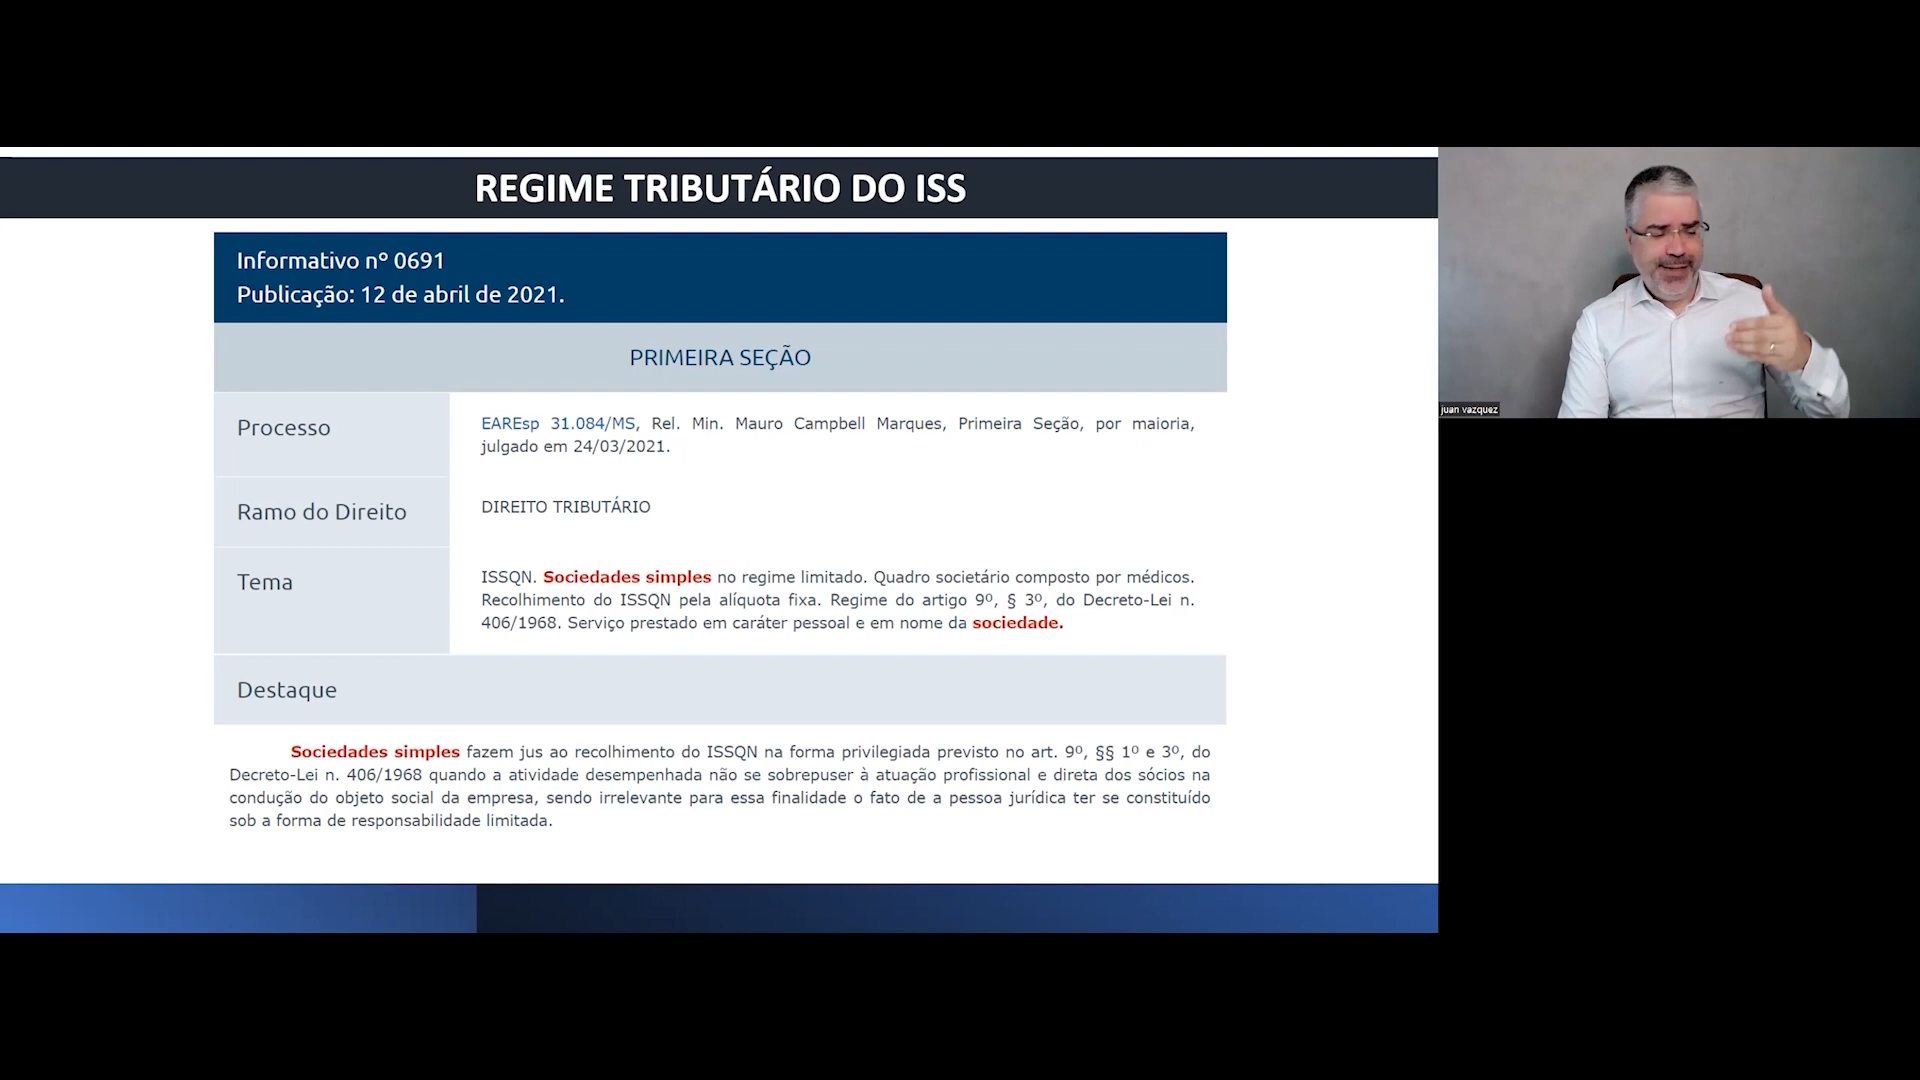 REGIME TRIBUTÁRIO DO ISS
Informativo nº 0691
Publicação: 12 de abril de 2021.
PRIMEIRA SEÇÃO
Processo
EAREsp 31.084/MS, Rel. Min. Mauro Campbell Marques, Primeira Seção, por maioria,
julgado em 24/03/2021.
Ramo do Direito
DIREITO TRIBUTÁRIO
Tema
ISSQN. Sociedades simples no regime limitado. Quadro societário composto por médicos.
Recolhimento do ISSQN pela alíquota fixa. Regime do artigo 9º, § 3º, do Decreto-Lei n.
406/1968. Serviço prestado em caráter pessoal e em nome da sociedade.
Destaque
Sociedades simples fazem jus ao recolhimento do ISSQN na forma privilegiada previsto no art. 9º, §§ 1º e 3º, do
Decreto-Lei n. 406/1968 quando a atividade desempenhada não se sobrepuser à atuação profissional e direta dos sócios na
condução do objeto social da empresa, sendo irrelevante para essa finalidade o fato de a pessoa jurídica ter se constituído
sob a forma de responsabilidade limitada.
juan vazquez